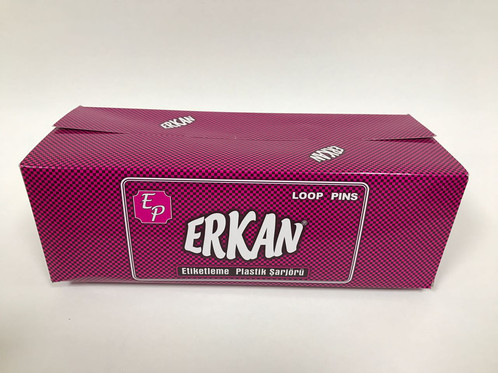 ERKAN
ERKAN
LOOP PINS
EP
ERKAN®
Etiketleme Plastik Şarjörü